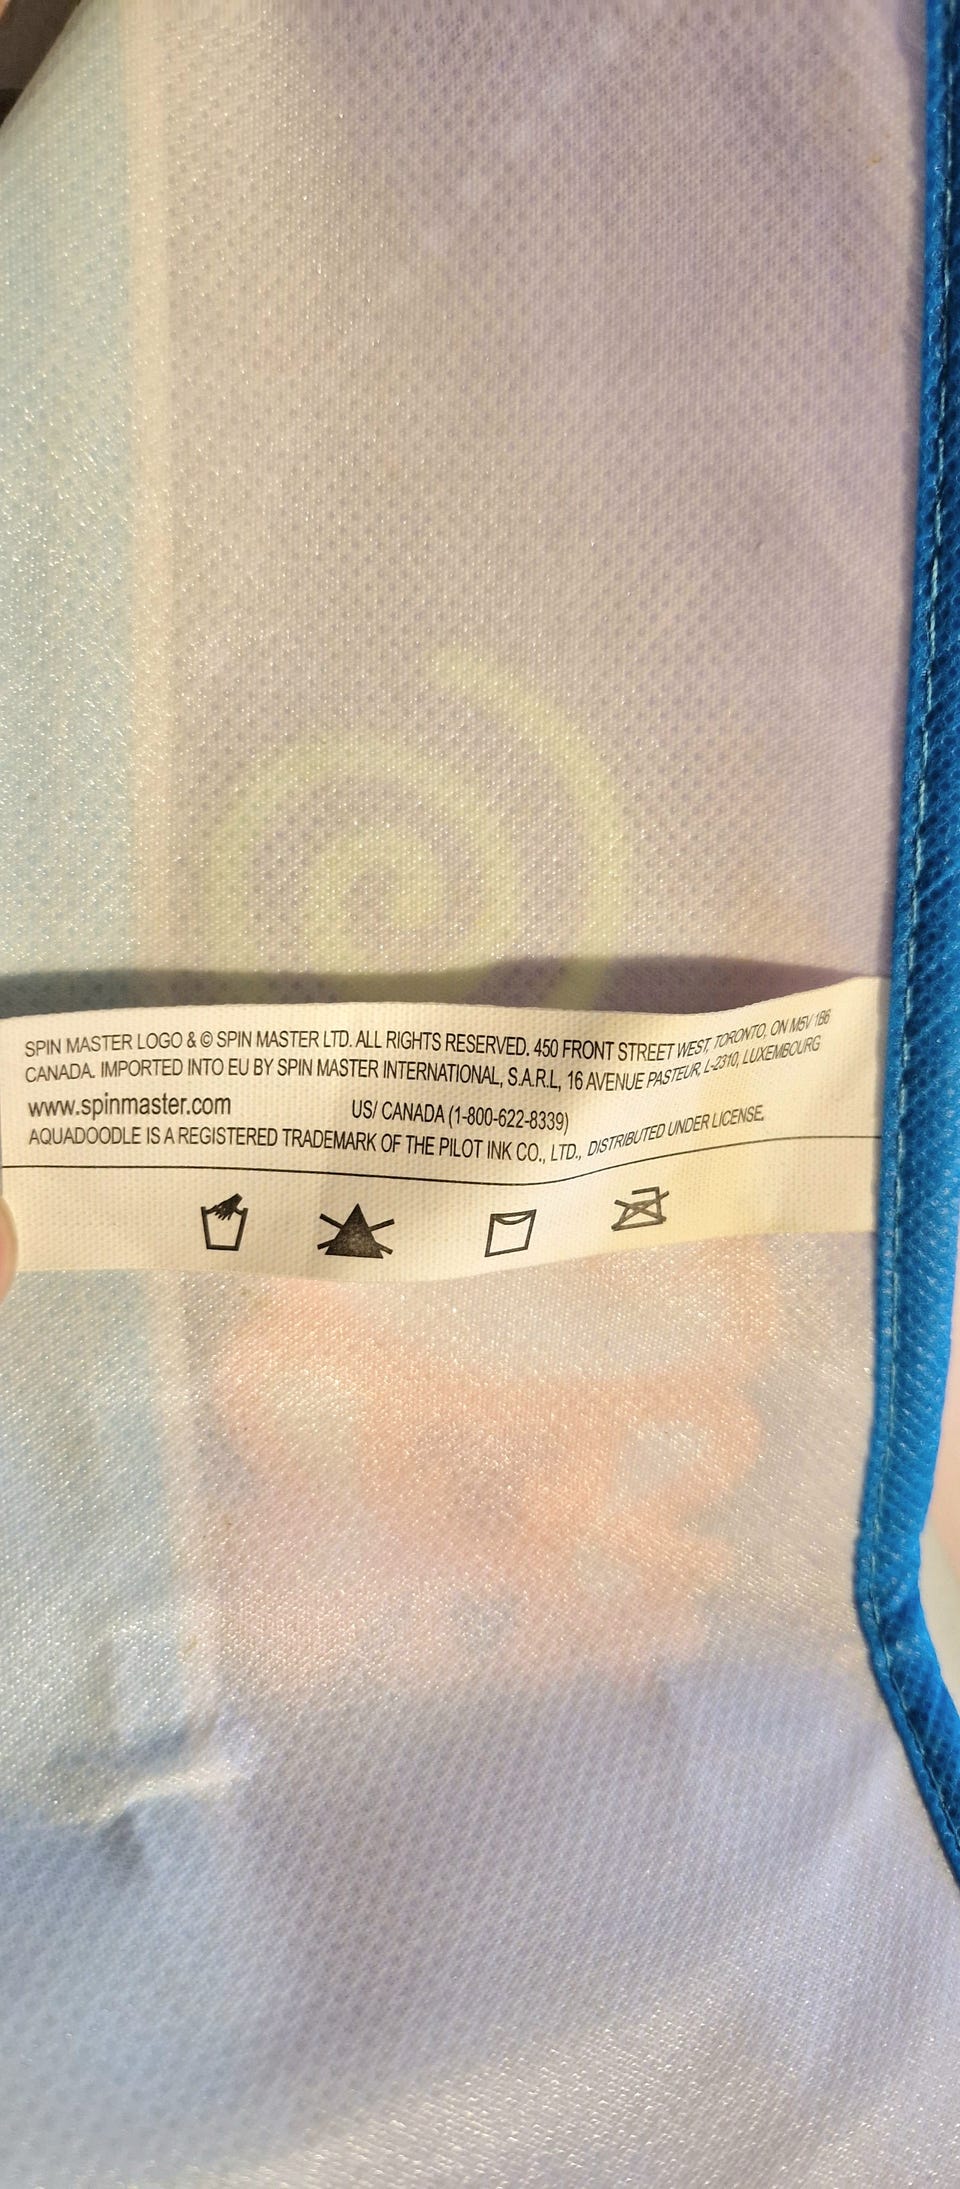 SPIN MASTER LOGO & © SPIN MASTER LTD. ALL RIGHTS RESERVED. 450 FRONT STREET WEST, TORONTO, ON M5V 1B6
CANADA. IMPORTED INTO EU BY SPIN MASTER INTERNATIONAL, S.A.R.L, 16 AVENUE PASTEUR, L-2310, LUXEMBOURG
www.spinmaster.com US/ CANADA (1-800-622-8339)
AQUADOODLE IS A REGISTERED TRADEMARK OF THE PILOT INK CO., LTD., DISTRIBUTED UNDER LICENSE.